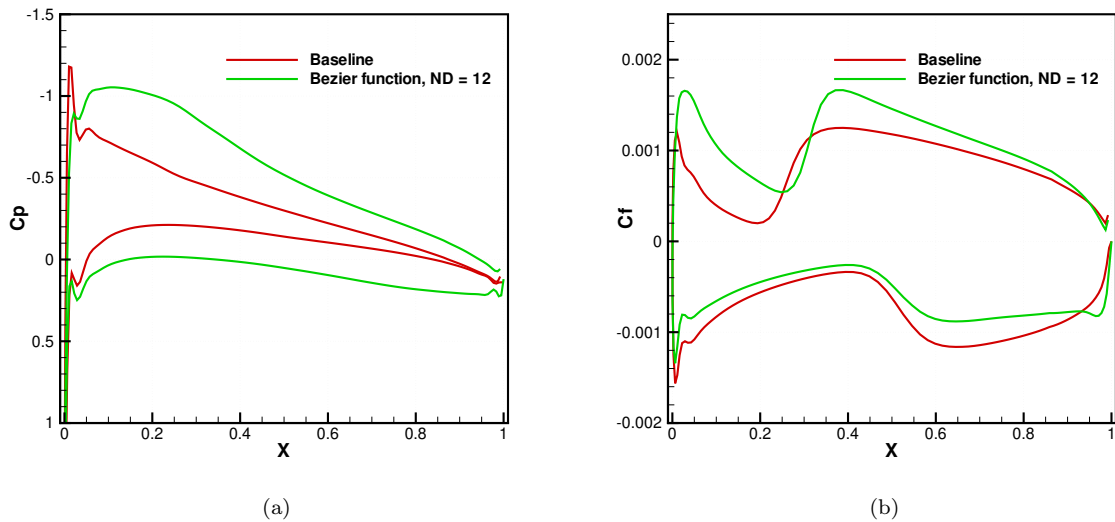 -1.5
-1
-0.5
0
0.5
1
Cp
0
0.2
0.4
0.6
0.8
1
X
Baseline
Bezier function, ND = 12
(a)
0.002
0.001
0
-0.001
-0.002
Cf
0
0.2
0.4
0.6
0.8
1
X
Baseline
Bezier function, ND = 12
(b)